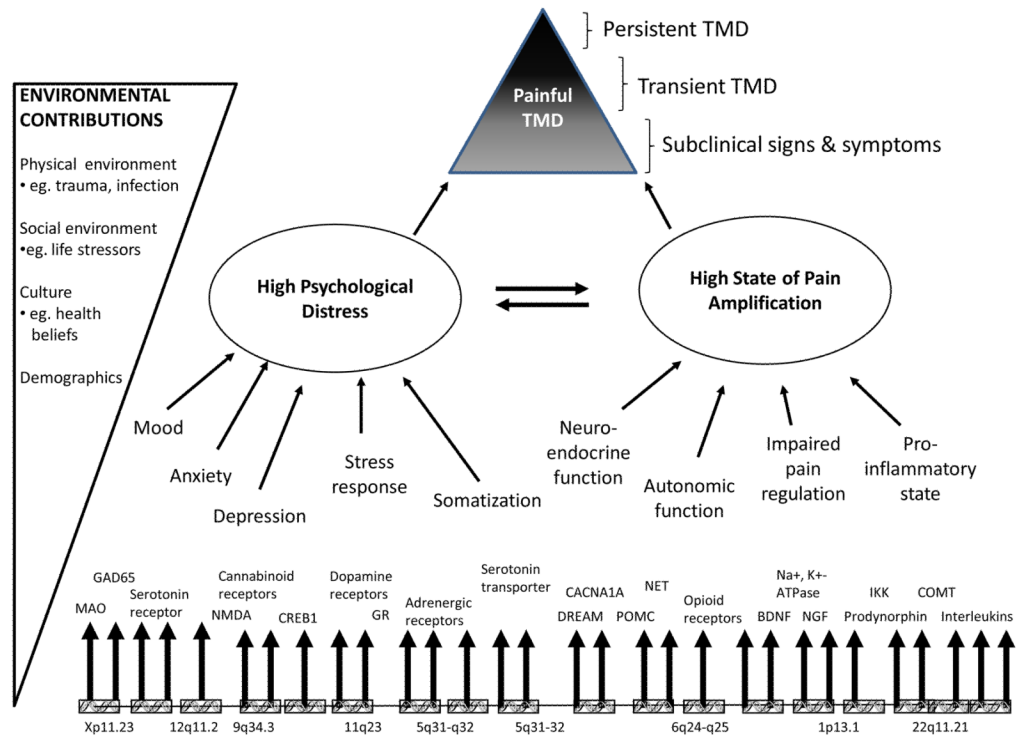 Persistent TMD
Transient TMD
Subclinical signs & symptoms
Painful
TMD
ENVIRONMENTAL
CONTRIBUTIONS
Physical environment
• eg. trauma, infection
Social environment
•eg. life stressors
Culture
• eg. health
beliefs
Demographics
High Psychological
Distress
High State of Pain
Amplification
Mood
Anxiety
Depression
Stress
response
Somatization
Neuro-
endocrine
function
Autonomic
function
Impaired
pain
regulation
Pro-
inflammatory
state
MAO
GAD65
Serotonin
receptor
Cannabinoid
receptors
NMDA
CREB1
Dopamine
receptors
GR
Adrenergic
receptors
Serotonin
transporter
CACNA1A
DREAM
POMC
NET
Opioid
receptors
BDNF
Na+, K+-
ATPase
NGF
Prodynorphin
IKK
COMT
Interleukins
Xp11.23
12q11.2
9q34.3
11q23
5q31-q32
5q31-32
6q24-q25
1p13.1
22q11.21